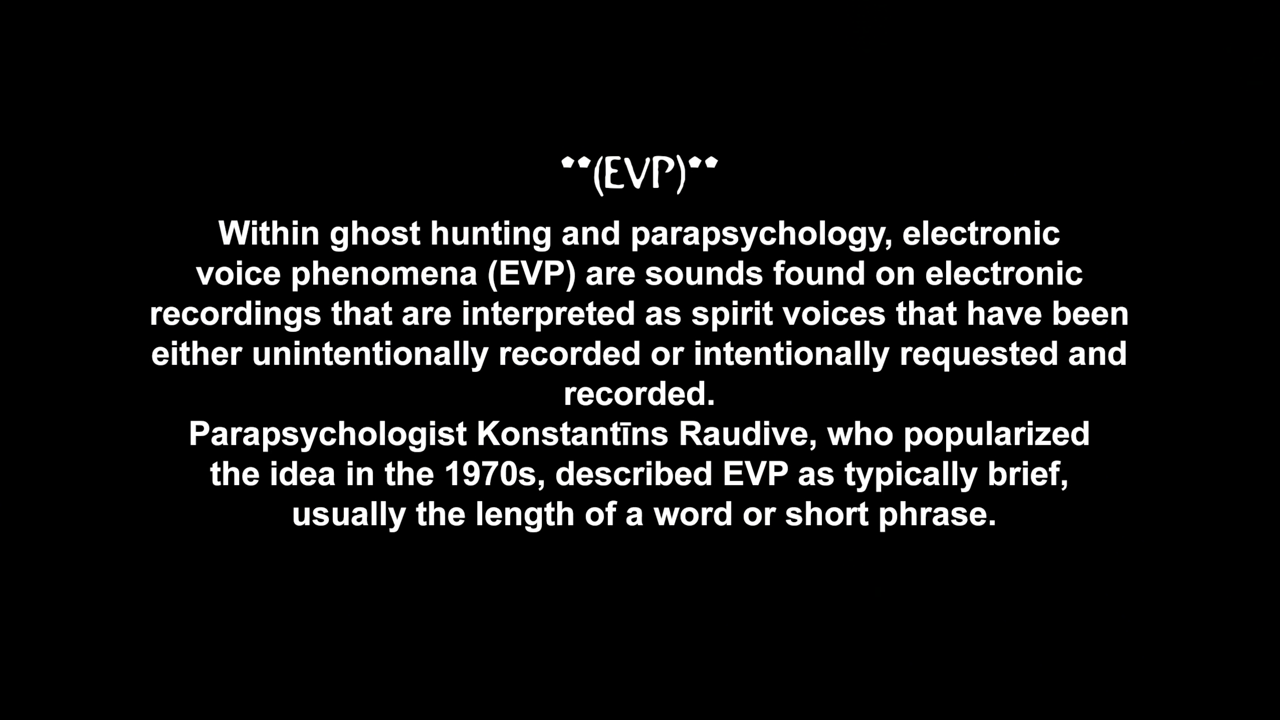 **(EVP)**
Within ghost hunting and parapsychology, electronic
voice phenomena (EVP) are sounds found on electronic
recordings that are interpreted as spirit voices that have been
either unintentionally recorded or intentionally requested and
recorded.
Parapsychologist Konstantīns Raudive, who popularized
the idea in the 1970s, described EVP as typically brief,
usually the length of a word or short phrase.